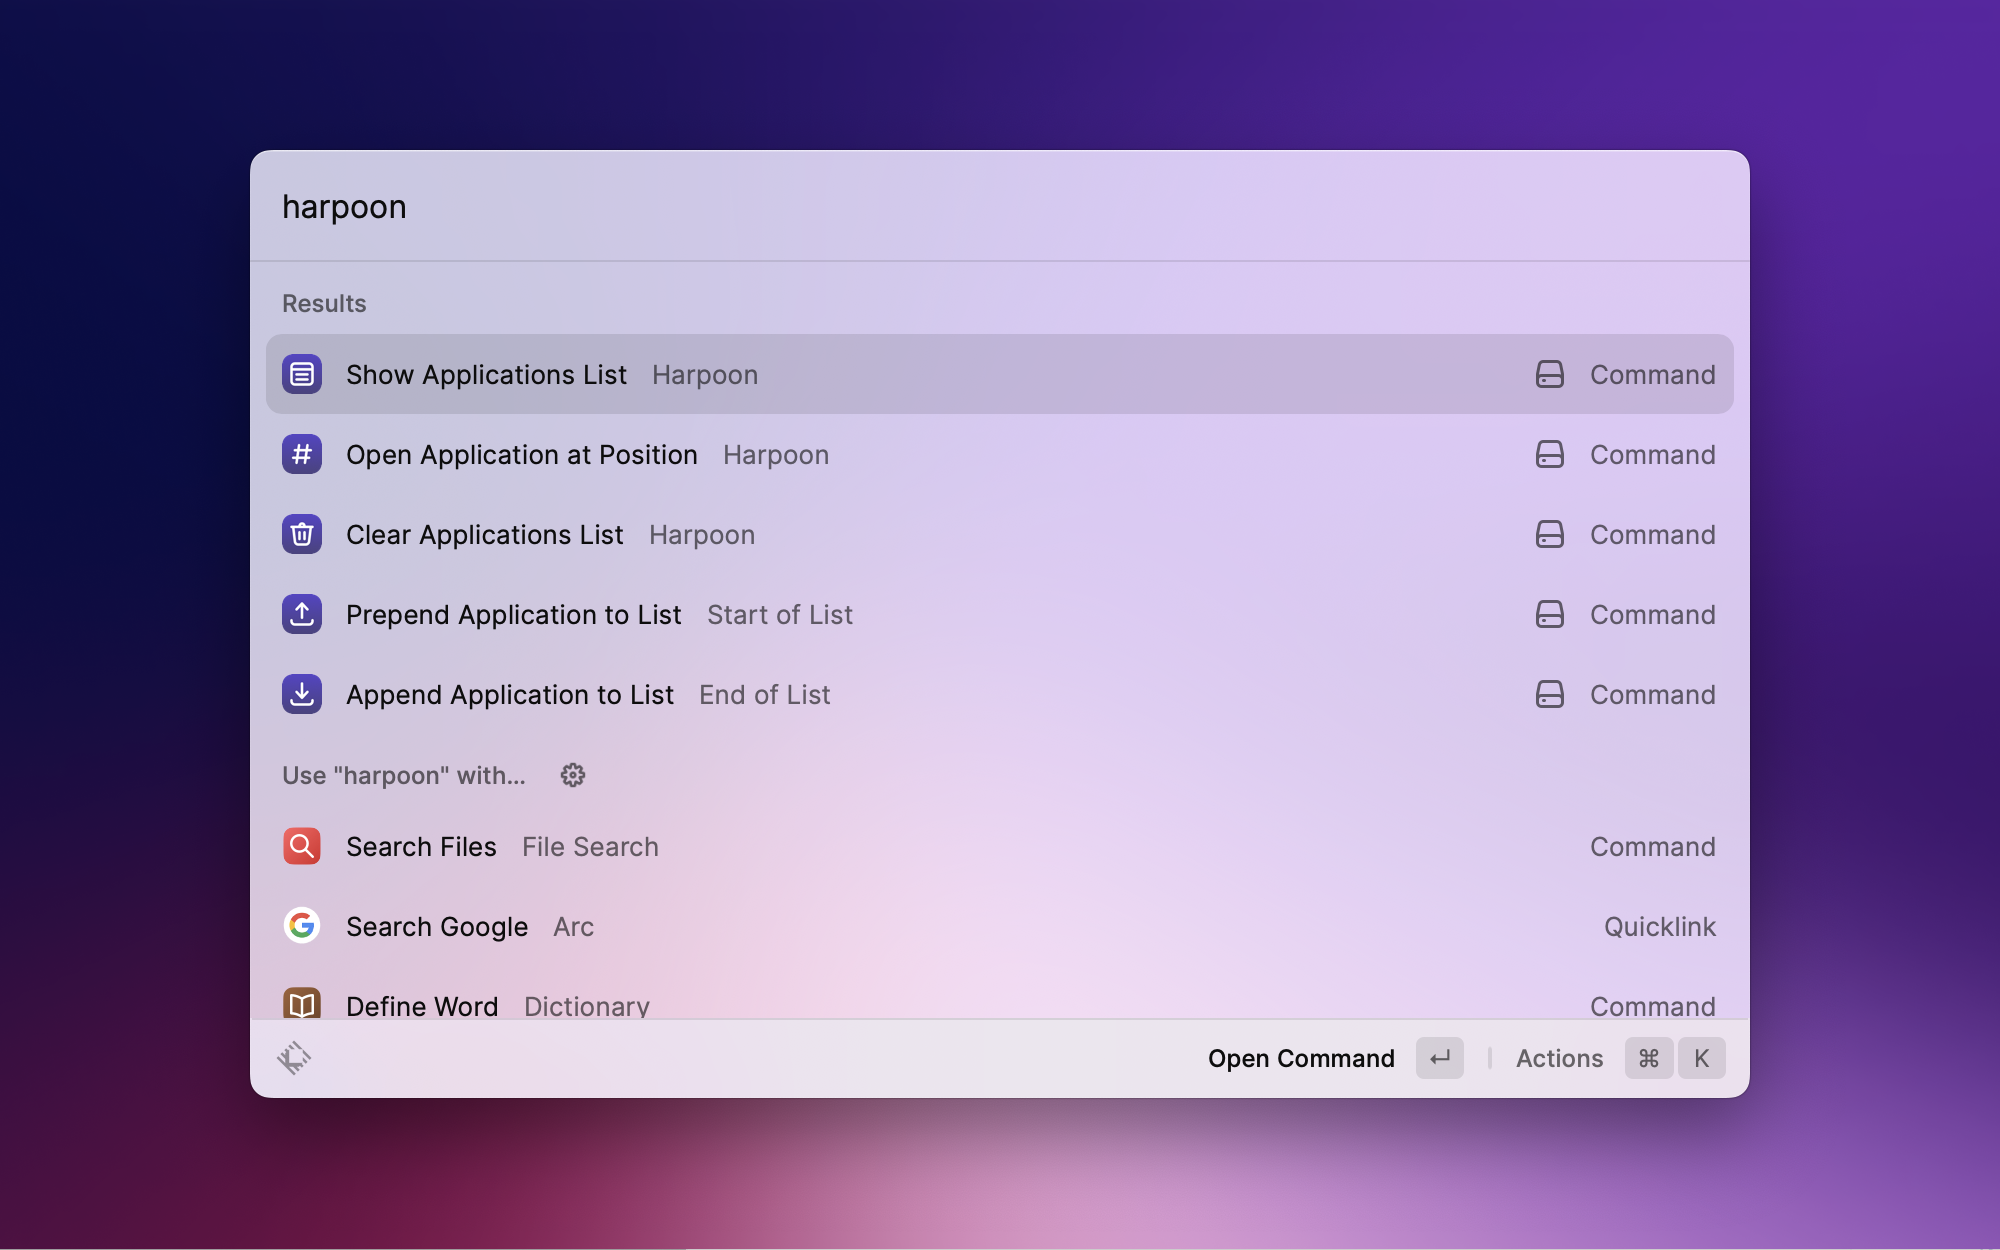 harpoon
Results
Show Applications List Harpoon Command
Open Application at Position Harpoon Command
Clear Applications List Harpoon Command
Prepend Application to List Start of List Command
Append Application to List End of List Command
Use "harpoon" with...
Search Files File Search Command
Search Google Arc Quicklink
Define Word Dictionary Command
Open Command ↵ | Actions ⌘ K